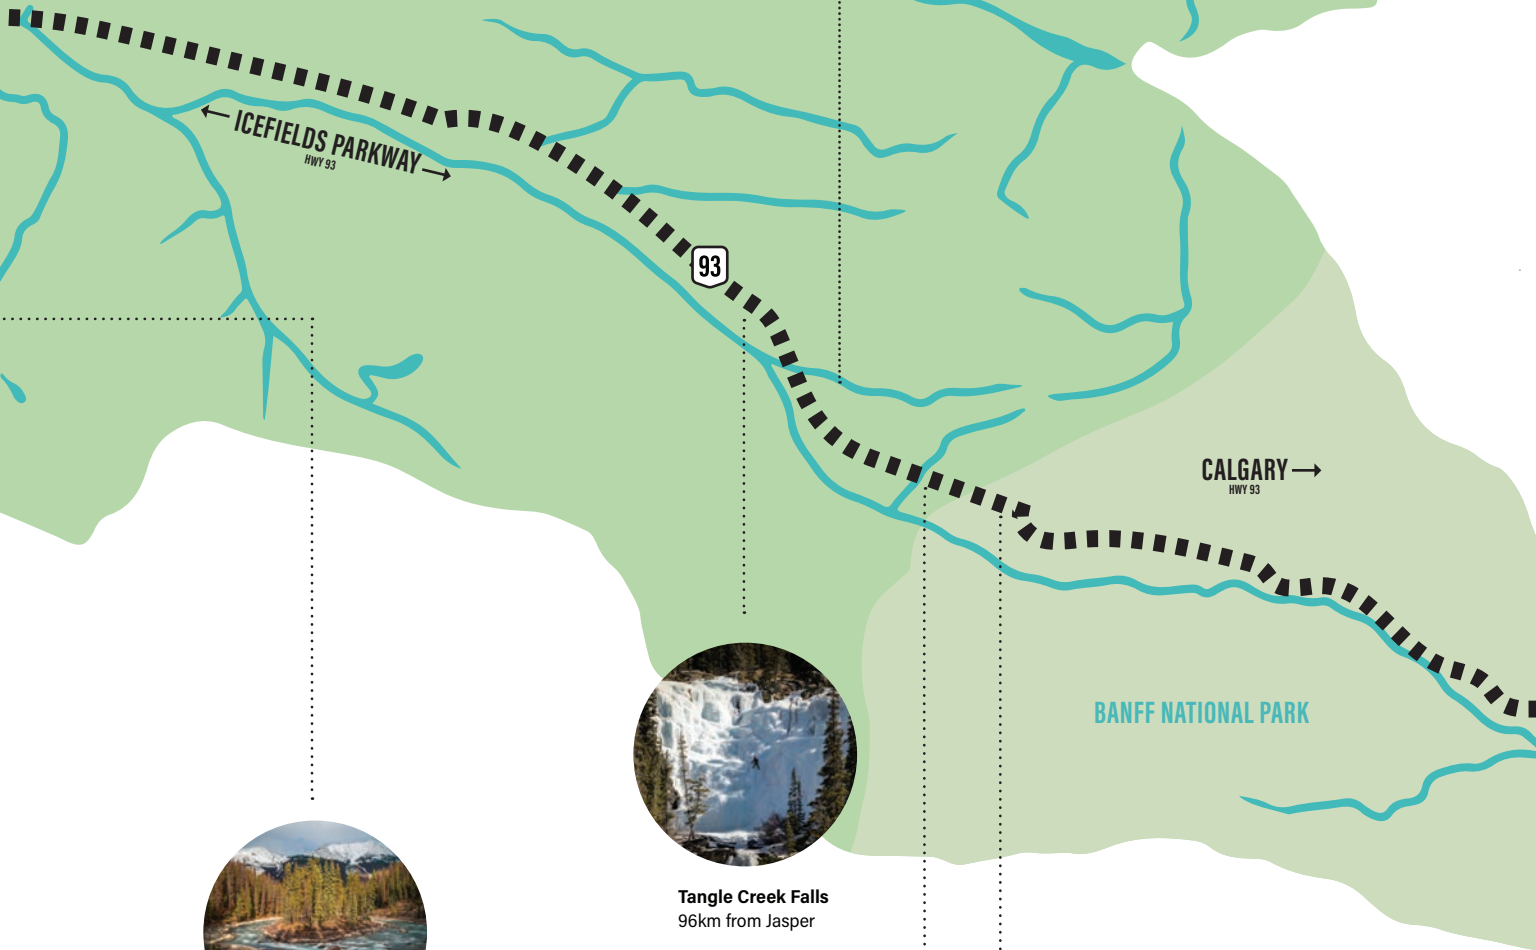 ICEFIELDS PARKWAY
HWY 93
93
CALGARY
HWY 93
BANFF NATIONAL PARK
Tangle Creek Falls
96km from Jasper